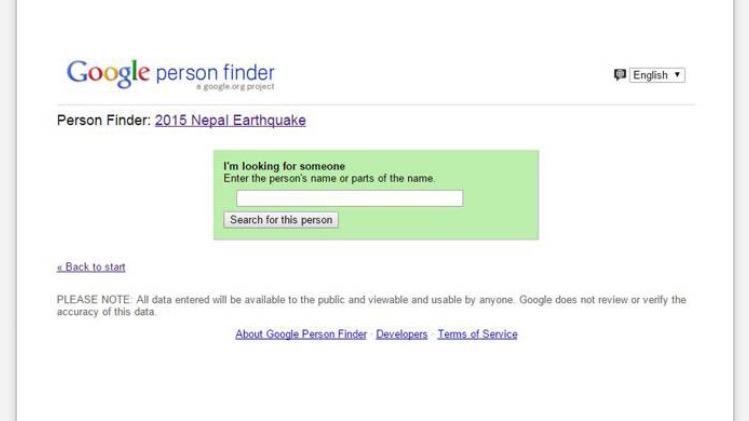 Google person finder
a google.org project
English
Person Finder: 2015 Nepal Earthquake
I'm looking for someone
Enter the person's name or parts of the name.
Search for this person
« Back to start
PLEASE NOTE: All data entered will be available to the public and viewable and usable by anyone. Google does not review or verify the
accuracy of this data.
About Google Person Finder - Developers - Terms of Service